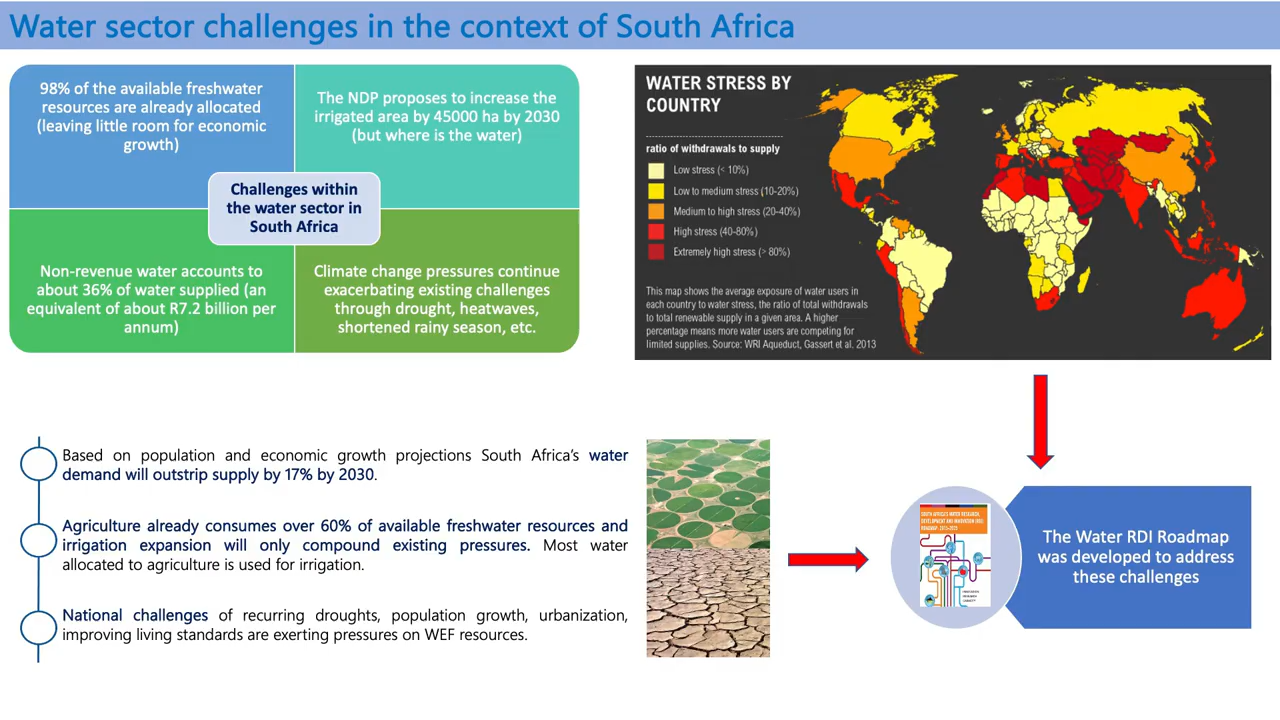 Water sector challenges in the context of South Africa
98% of the available freshwater
resources are already allocated
(leaving little room for economic
growth)
The NDP proposes to increase the
irrigated area by 45000 ha by 2030
(but where is the water)
Challenges within
the water sector in
South Africa
Non-revenue water accounts to
about 36% of water supplied (an
equivalent of about R7.2 billion per
annum)
Climate change pressures continue
exacerbating existing challenges
through drought, heatwaves,
shortened rainy season, etc.
WATER STRESS BY
COUNTRY
ratio of withdrawals to supply
Low stress (< 10%)
Low to medium stress (10-20%)
Medium to high stress (20-40%)
High stress (40-80%)
Extremely high stress (> 80%)
This map shows the average exposure of water users in
each country to water stress, the ratio of total withdrawals
to total renewable supply in a given area. A higher
percentage means more water users are competing for
limited supplies. Source: WRI Aqueduct, Gassert et al. 2013
Based on population and economic growth projections South Africa's water
demand will outstrip supply by 17% by 2030.
Agriculture already consumes over 60% of available freshwater resources and
irrigation expansion will only compound existing pressures. Most water
allocated to agriculture is used for irrigation.
National challenges of recurring droughts, population growth, urbanization,
improving living standards are exerting pressures on WEF resources.
SOUTH AFRICA'S WATER RESEARCH,
DEVELOPMENT AND INNOVATION (RDI)
ROADMAP: 2015-2025
The Water RDI Roadmap
was developed to address
these challenges